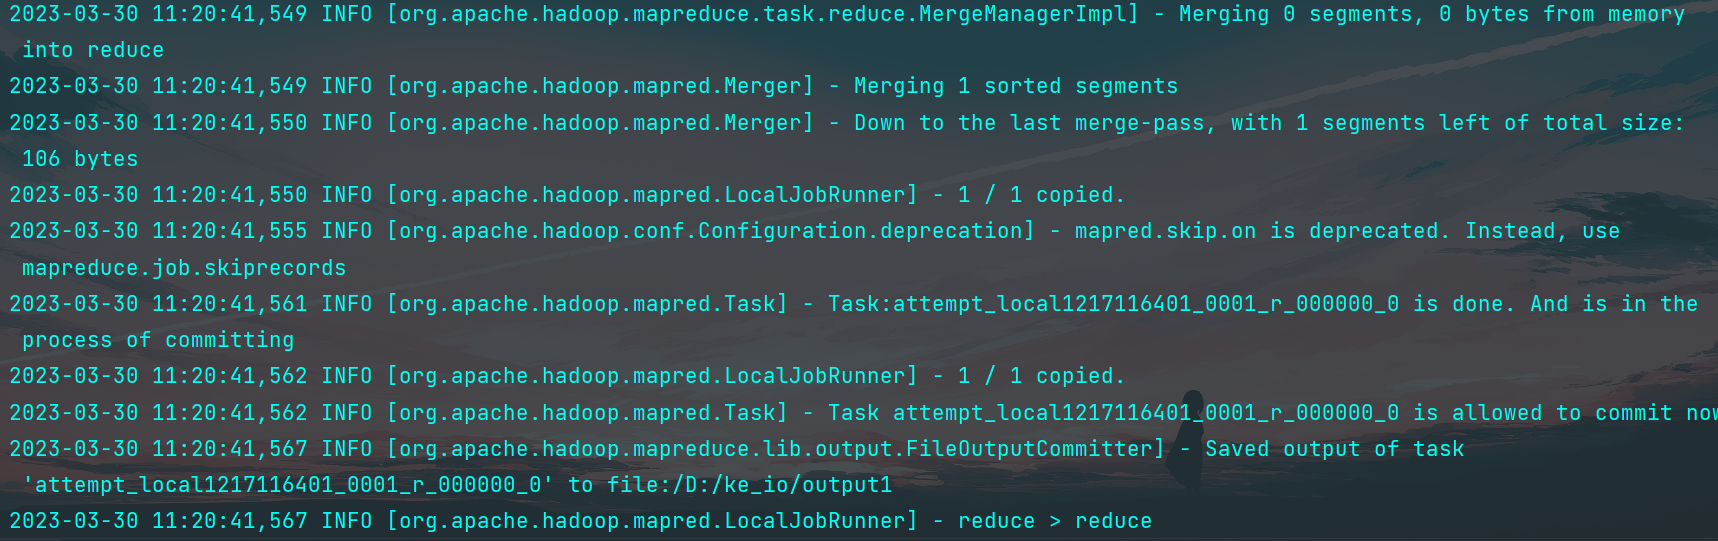 2023-03-30 11:20:41,549 INFO [org.apache.hadoop.mapreduce.task.reduce.MergeManagerImpl] - Merging 0 segments, 0 bytes from memory
into reduce
2023-03-30 11:20:41,549 INFO [org.apache.hadoop.mapred.Merger] - Merging 1 sorted segments
2023-03-30 11:20:41,550 INFO [org.apache.hadoop.mapred.Merger] - Down to the last merge-pass, with 1 segments left of total size:
106 bytes
2023-03-30 11:20:41,550 INFO [org.apache.hadoop.mapred.LocalJobRunner] - 1 / 1 copied.
2023-03-30 11:20:41,555 INFO [org.apache.hadoop.conf.Configuration.deprecation] - mapred.skip.on is deprecated. Instead, use
mapreduce.job.skiprecords
2023-03-30 11:20:41,561 INFO [org.apache.hadoop.mapred.Task] - Task:attempt_local1217116401_0001_r_000000_0 is done. And is in the
process of committing
2023-03-30 11:20:41,562 INFO [org.apache.hadoop.mapred.LocalJobRunner] - 1 / 1 copied.
2023-03-30 11:20:41,562 INFO [org.apache.hadoop.mapred.Task] - Task attempt_local1217116401_0001_r_000000_0 is allowed to commit now
2023-03-30 11:20:41,567 INFO [org.apache.hadoop.mapreduce.lib.output.FileOutputCommitter] - Saved output of task
'attempt_local1217116401_0001_r_000000_0' to file:/D:/ke_io/output1
2023-03-30 11:20:41,567 INFO [org.apache.hadoop.mapred.LocalJobRunner] - reduce > reduce